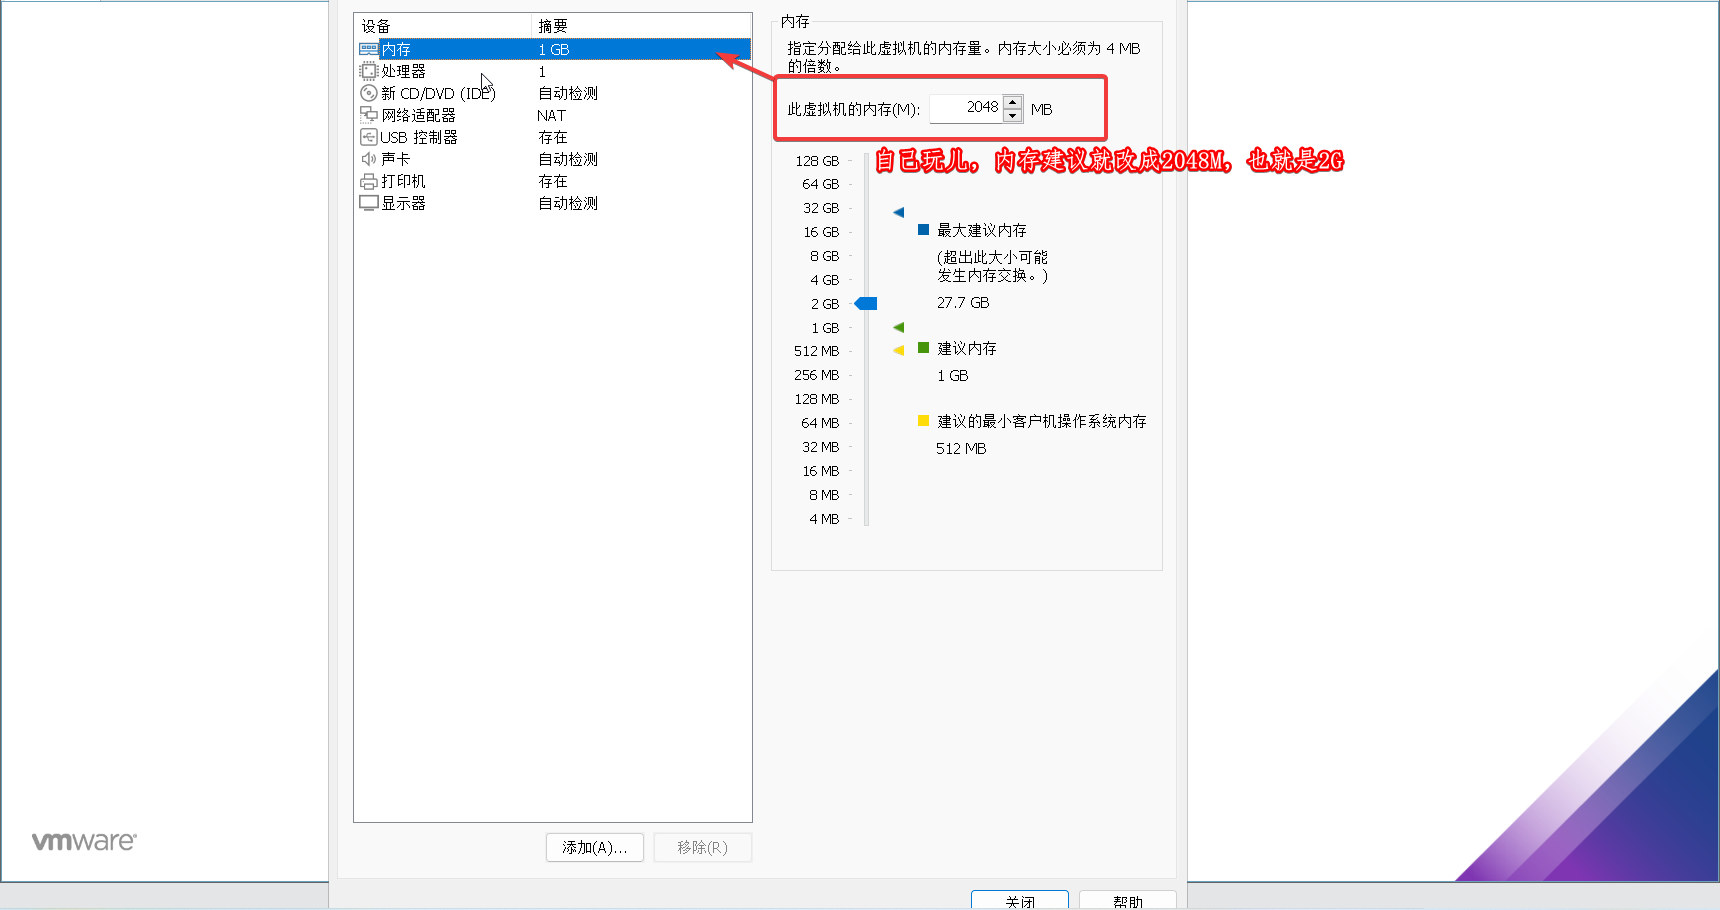 设备 摘要
内存 1 GB
处理器 1
新 CD/DVD (IDE) 自动检测
网络适配器 NAT
USB 控制器 存在
声卡 自动检测
打印机 存在
显示器 自动检测
添加(A)... 移除(R)
内存
指定分配给此虚拟机的内存量。内存大小必须为 4 MB
的倍数。
此虚拟机的内存(M): 2048 MB
自己玩儿，内存建议就改成2048M，也就是2G
128 GB
64 GB
32 GB
16 GB
8 GB
4 GB
2 GB
1 GB
512 MB
256 MB
128 MB
64 MB
32 MB
16 MB
8 MB
4 MB
最大建议内存
(超出此大小可能
发生内存交换。)
27.7 GB
建议内存
1 GB
建议的最小客户机操作系统内存
512 MB
vmware
关闭 帮助